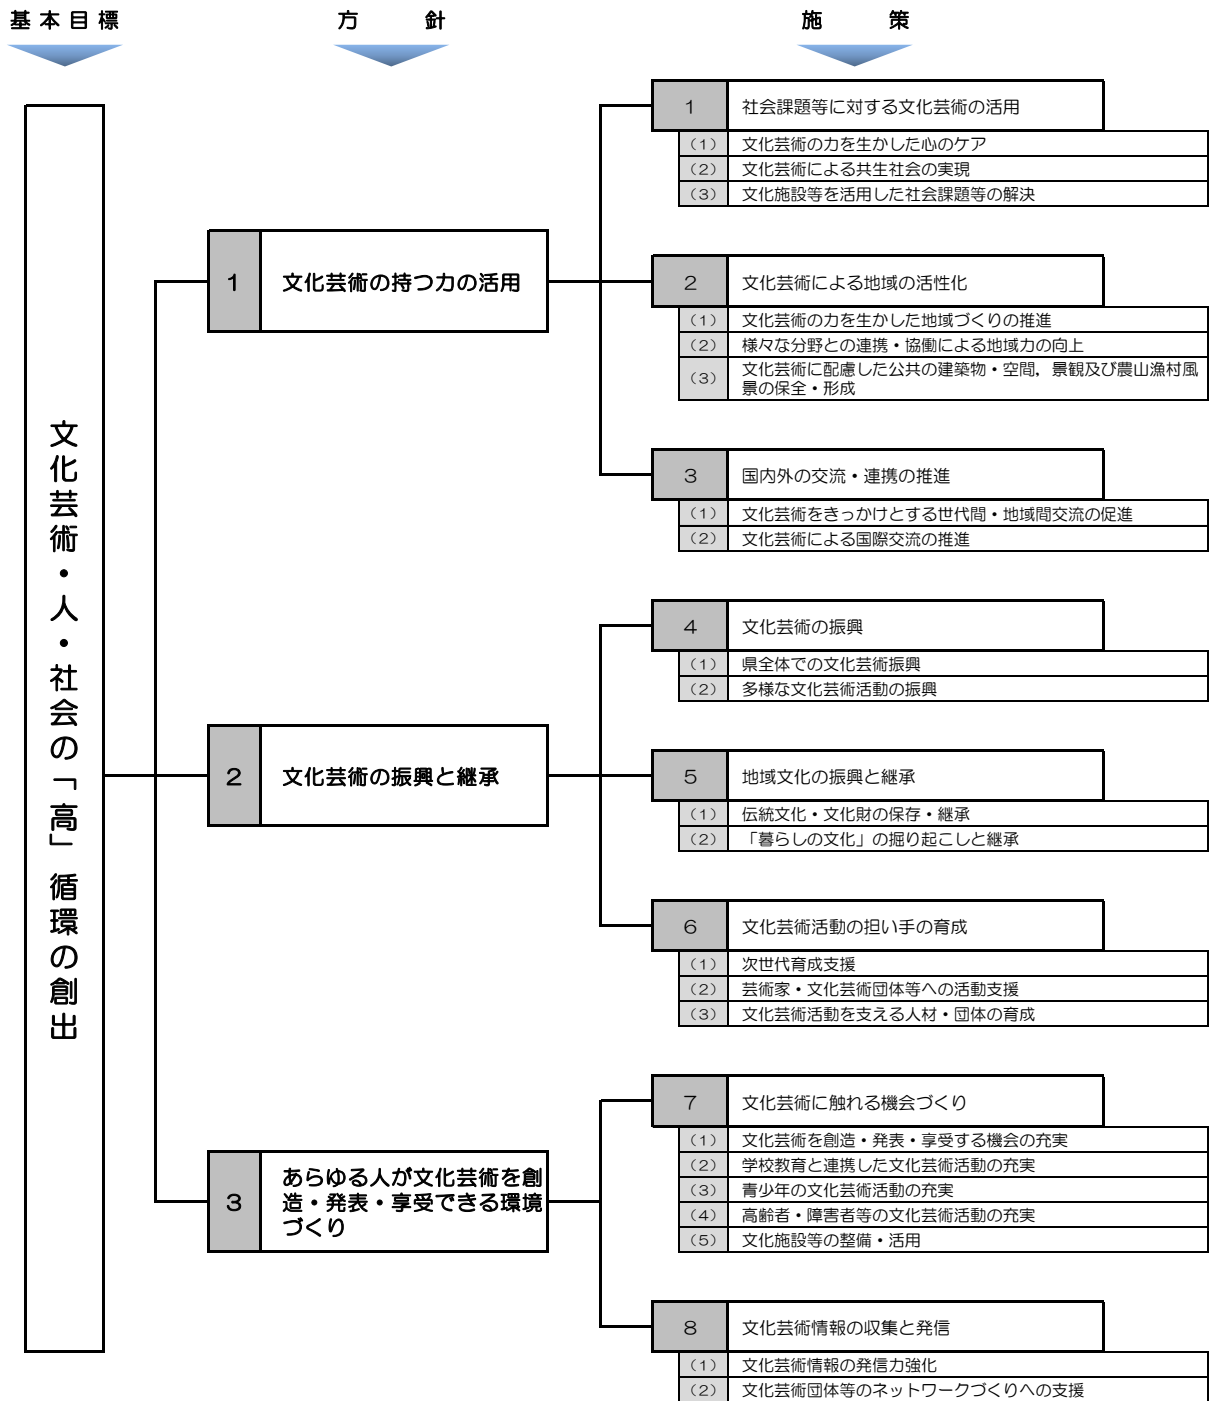 基本目標
方　針
施　策
文化芸術・人・社会の「高」循環の創出
1 文化芸術の持つ力の活用
1 社会課題等に対する文化芸術の活用
（1） 文化芸術の力を生かした心のケア
（2） 文化芸術による共生社会の実現
（3） 文化施設等を活用した社会課題等の解決
2 文化芸術による地域の活性化
（1） 文化芸術の力を生かした地域づくりの推進
（2） 様々な分野との連携・協働による地域力の向上
（3） 文化芸術に配慮した公共の建築物・空間，景観及び農山漁村風
景の保全・形成
3 国内外の交流・連携の推進
（1） 文化芸術をきっかけとする世代間・地域間交流の促進
（2） 文化芸術による国際交流の推進
2 文化芸術の振興と継承
4 文化芸術の振興
（1） 県全体での文化芸術振興
（2） 多様な文化芸術活動の振興
5 地域文化の振興と継承
（1） 伝統文化・文化財の保存・継承
（2） 「暮らしの文化」の掘り起こしと継承
6 文化芸術活動の担い手の育成
（1） 次世代育成支援
（2） 芸術家・文化芸術団体等への活動支援
（3） 文化芸術活動を支える人材・団体の育成
3 あらゆる人が文化芸術を創
造・発表・享受できる環境
づくり
7 文化芸術に触れる機会づくり
（1） 文化芸術を創造・発表・享受する機会の充実
（2） 学校教育と連携した文化芸術活動の充実
（3） 青少年の文化芸術活動の充実
（4） 高齢者・障害者等の文化芸術活動の充実
（5） 文化施設等の整備・活用
8 文化芸術情報の収集と発信
（1） 文化芸術情報の発信力強化
（2） 文化芸術団体等のネットワークづくりへの支援